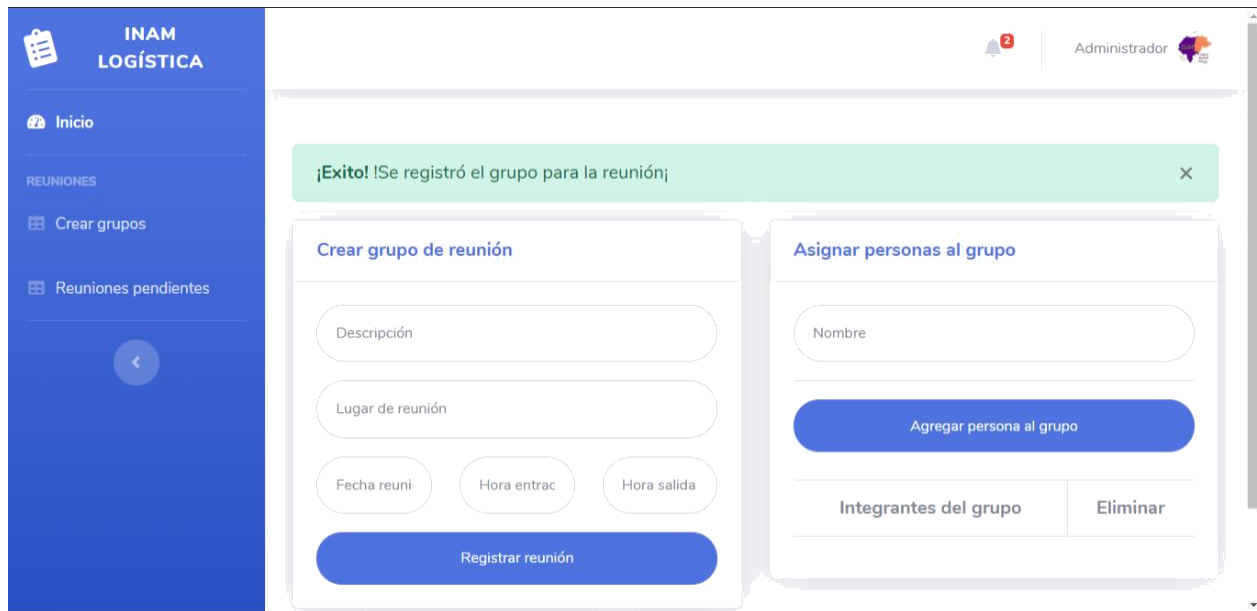 INAM
LOGÍSTICA
2
Administrador
Inicio
¡Exito! !Se registró el grupo para la reunión¡
REUNIONES
Crear grupos
Reuniones pendientes
Crear grupo de reunión
Descripción
Lugar de reunión
Fecha reuni
Hora entrac
Hora salida
Registrar reunión
Asignar personas al grupo
Nombre
Agregar persona al grupo
Integrantes del grupo
Eliminar